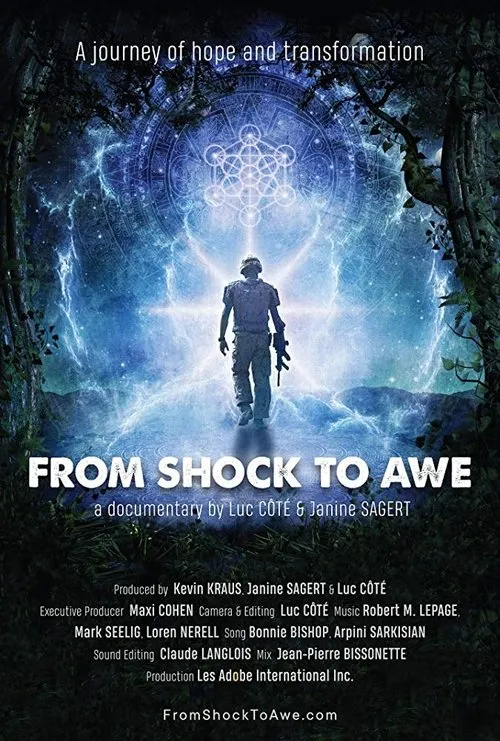 A journey of hope and transformation
FROM SHOCK TO AWE
a documentary by Luc CÔTÉ & Janine SAGERT
Produced by Kevin KRAUS, Janine SAGERT & Luc CÔTÉ
Executive Producer Maxi COHEN Camera & Editing Luc CÔTÉ Music Robert M. LEPAGE,
Mark SEELIG, Loren NERELL Song Bonnie BISHOP, Arpini SARKISIAN
Sound Editing Claude LANGLOIS Mix Jean-Pierre BISSONETTE
Production Les Adobe International Inc.
FromShockToAwe.com